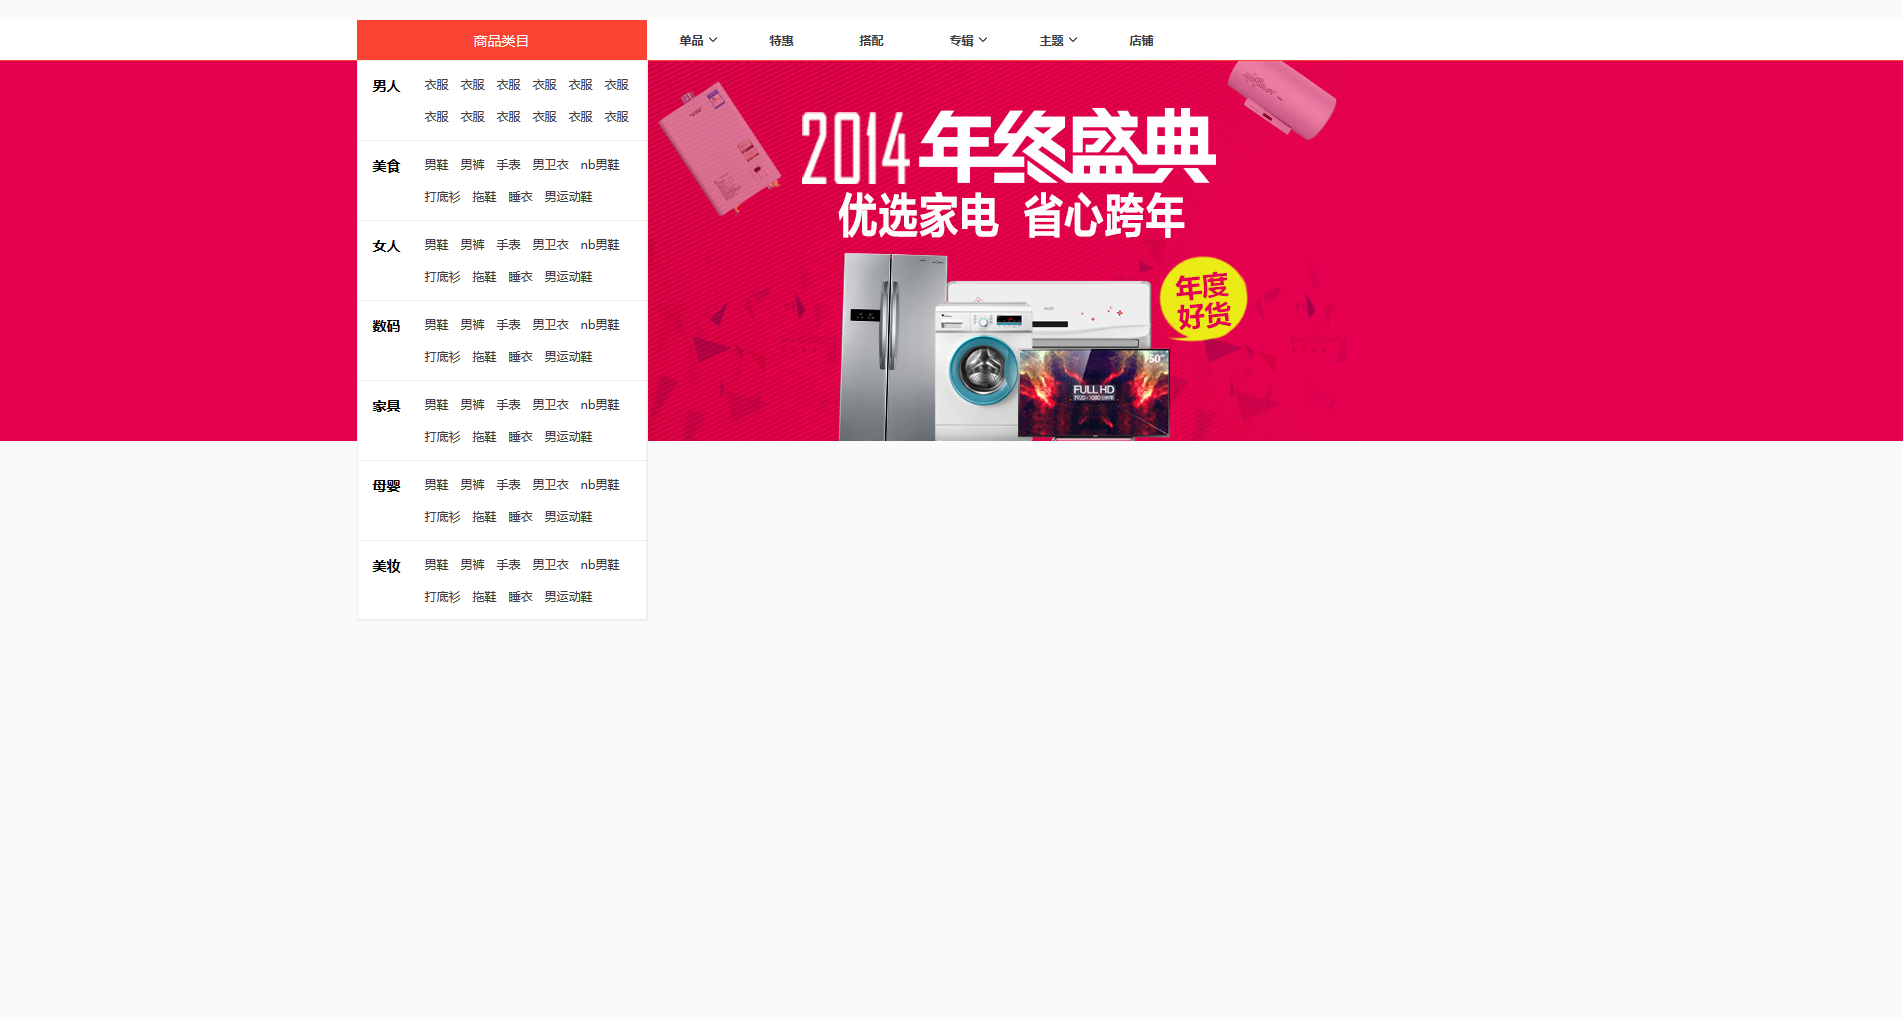 商品类目 单品 特惠 搭配 专辑 主题 店铺
男人 衣服 衣服 衣服 衣服 衣服 衣服
衣服 衣服 衣服 衣服 衣服 衣服
美食 男鞋 男裤 手表 男卫衣 nb男鞋
打底衫 拖鞋 睡衣 男运动鞋
女人 男鞋 男裤 手表 男卫衣 nb男鞋
打底衫 拖鞋 睡衣 男运动鞋
数码 男鞋 男裤 手表 男卫衣 nb男鞋
打底衫 拖鞋 睡衣 男运动鞋
家具 男鞋 男裤 手表 男卫衣 nb男鞋
打底衫 拖鞋 睡衣 男运动鞋
母婴 男鞋 男裤 手表 男卫衣 nb男鞋
打底衫 拖鞋 睡衣 男运动鞋
美妆 男鞋 男裤 手表 男卫衣 nb男鞋
打底衫 拖鞋 睡衣 男运动鞋
2014 年终盛典
优选家电 省心跨年
年度
好货
50"
FULL HD